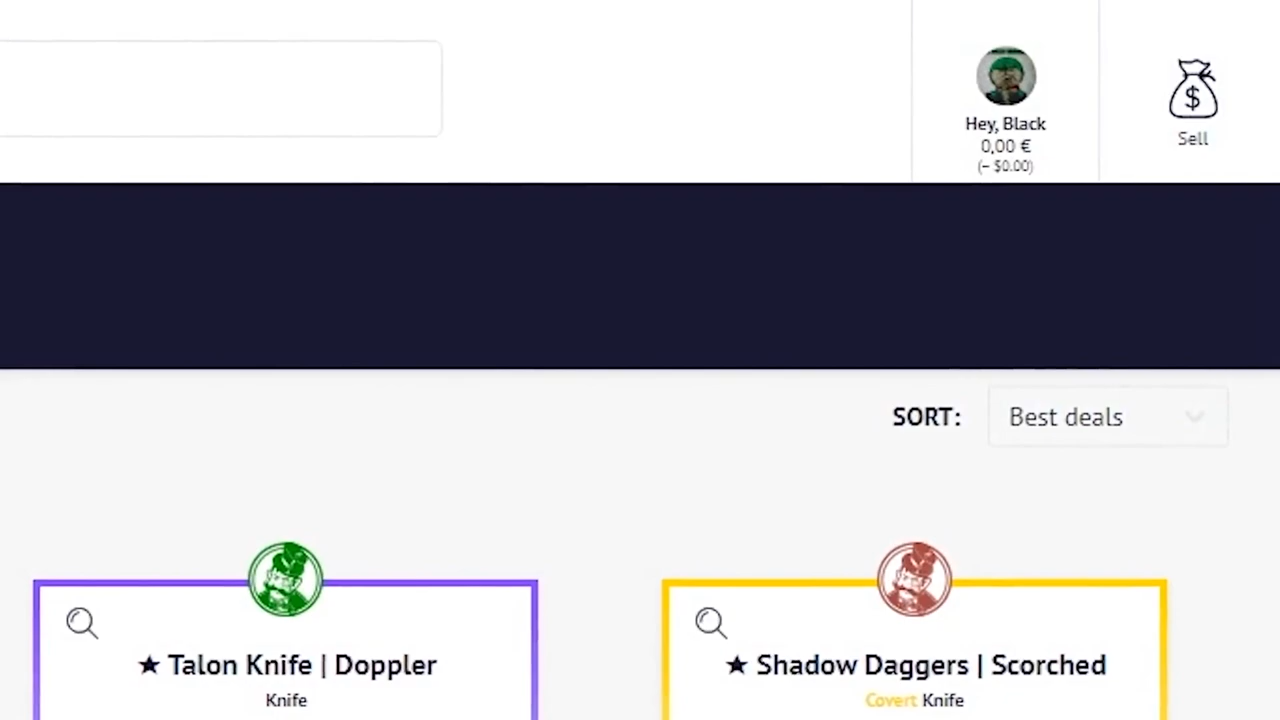 Hey, Black
0,00 €
(~ $0.00)
Sell
SORT: Best deals
★ Talon Knife | Doppler
Knife
★ Shadow Daggers | Scorched
Covert Knife